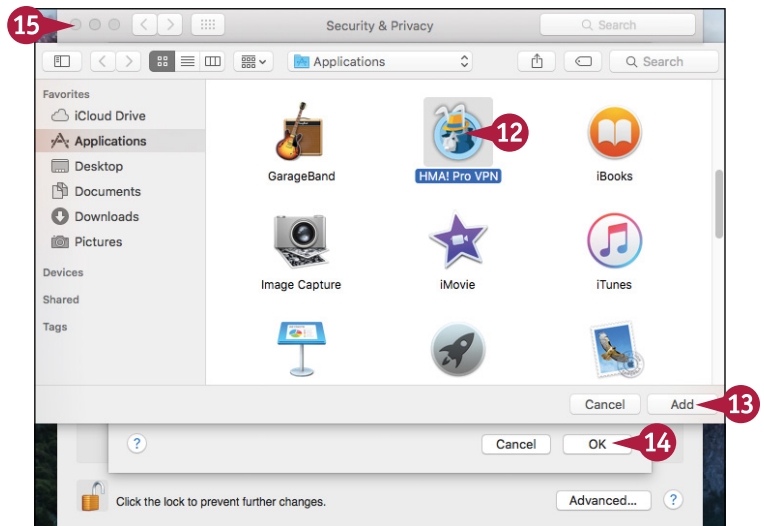 15
Security & Privacy
Search
Applications
Search
Favorites
iCloud Drive
Applications
Desktop
Documents
Downloads
Pictures
Devices
Shared
Tags
12
GarageBand
HMA! Pro VPN
iBooks
Image Capture
iMovie
iTunes
Cancel
Add
13
?
Cancel
OK
14
Click the lock to prevent further changes.
Advanced...
?